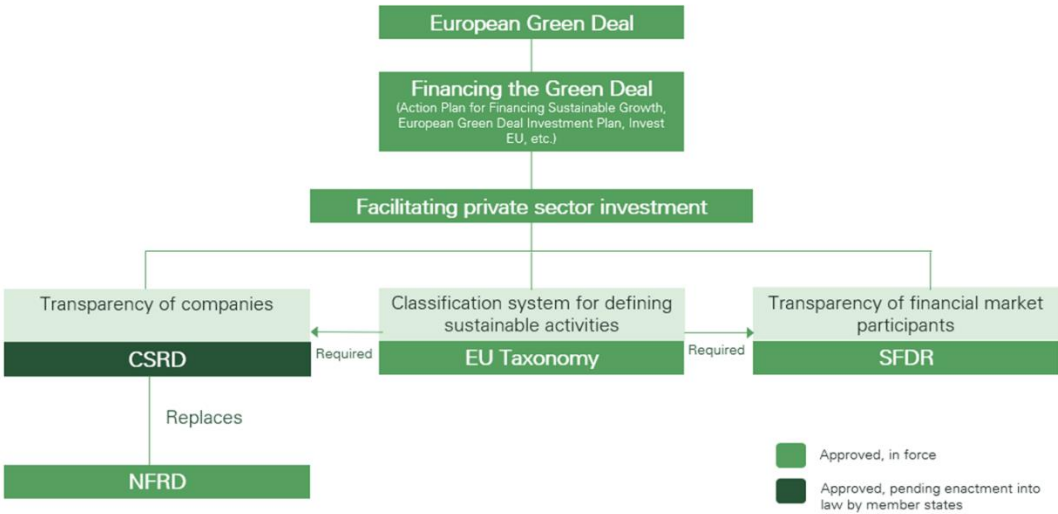 European Green Deal
Financing the Green Deal
(Action Plan for Financing Sustainable Growth,
European Green Deal Investment Plan, Invest
EU, etc.)
Facilitating private sector investment
Transparency of companies
CSRD
Required
Classification system for defining
sustainable activities
EU Taxonomy
Required
Transparency of financial market
participants
SFDR
Replaces
NFRD
Approved, in force
Approved, pending enactment into
law by member states